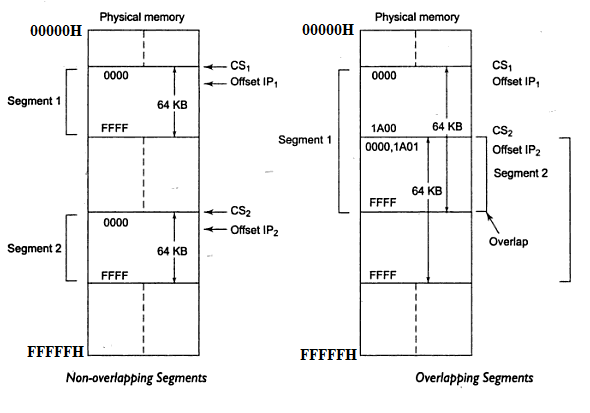 Physical memory
00000H
CS1
0000
Offset IP1
Segment 1
64 KB
FFFF
CS2
0000
Offset IP2
Segment 2
64 KB
FFFF
FFFFFH
Non-overlapping Segments
Physical memory
00000H
CS1
0000
Offset IP1
1A00
64 KB
CS2
Segment 1
0000,1A01
Offset IP2
Segment 2
64 KB
FFFF
Overlap
FFFF
FFFFFH
Overlapping Segments